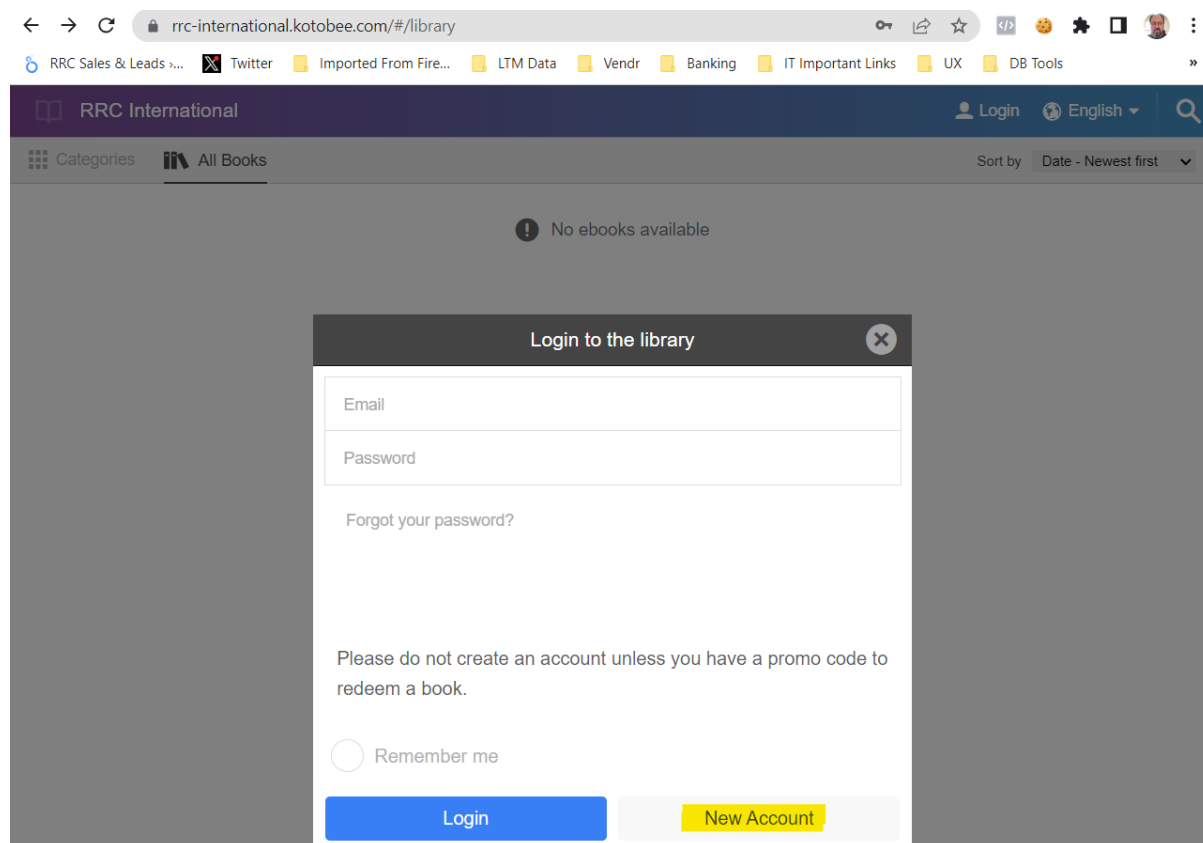 rrc-international.kotobee.com/#/library
RRC Sales & Leads ›... Twitter Imported From Fire... LTM Data Vendr Banking IT Important Links UX DB Tools »
RRC International Login English
Categories All Books Sort by Date - Newest first
No ebooks available
Login to the library
Email
Password
Forgot your password?
Please do not create an account unless you have a promo code to
redeem a book.
Remember me
Login New Account